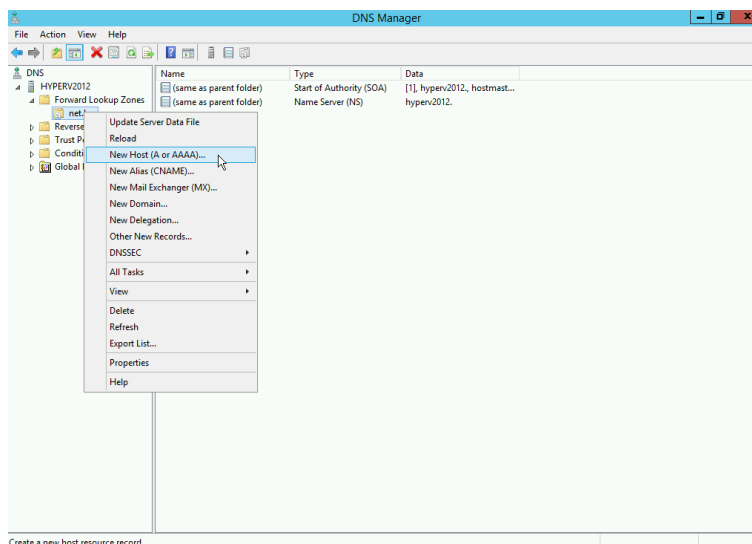 DNS Manager
File Action View Help
DNS
HYPERV2012
Forward Lookup Zones
Reverse
Trust
Global
Name Type Data
(same as parent folder) Start of Authority (SOA) [1], hyperv2012., hostmast...
(same as parent folder) Name Server (NS) hyperv2012.
Update Server Data File
Reload
New Host (A or AAAA)...
New Alias (CNAME)...
New Mail Exchanger (MX)...
New Domain...
New Delegation...
Other New Records...
DNSSEC
All Tasks
View
Delete
Refresh
Export List...
Properties
Help
Create a new host resource record.